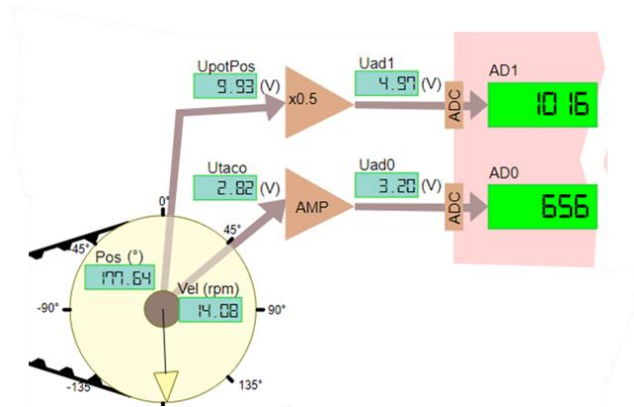 UpotPos
9.93 (V)
x0.5
Uad1
4.97 (V)
ADC
AD1
1016
Utaco
2.82 (V)
AMP
Uad0
3.20 (V)
ADC
AD0
656
0°
45°
45°
Pos (°)
177.64
Vel (rpm)
14.08
-90°
90°
-135
135°